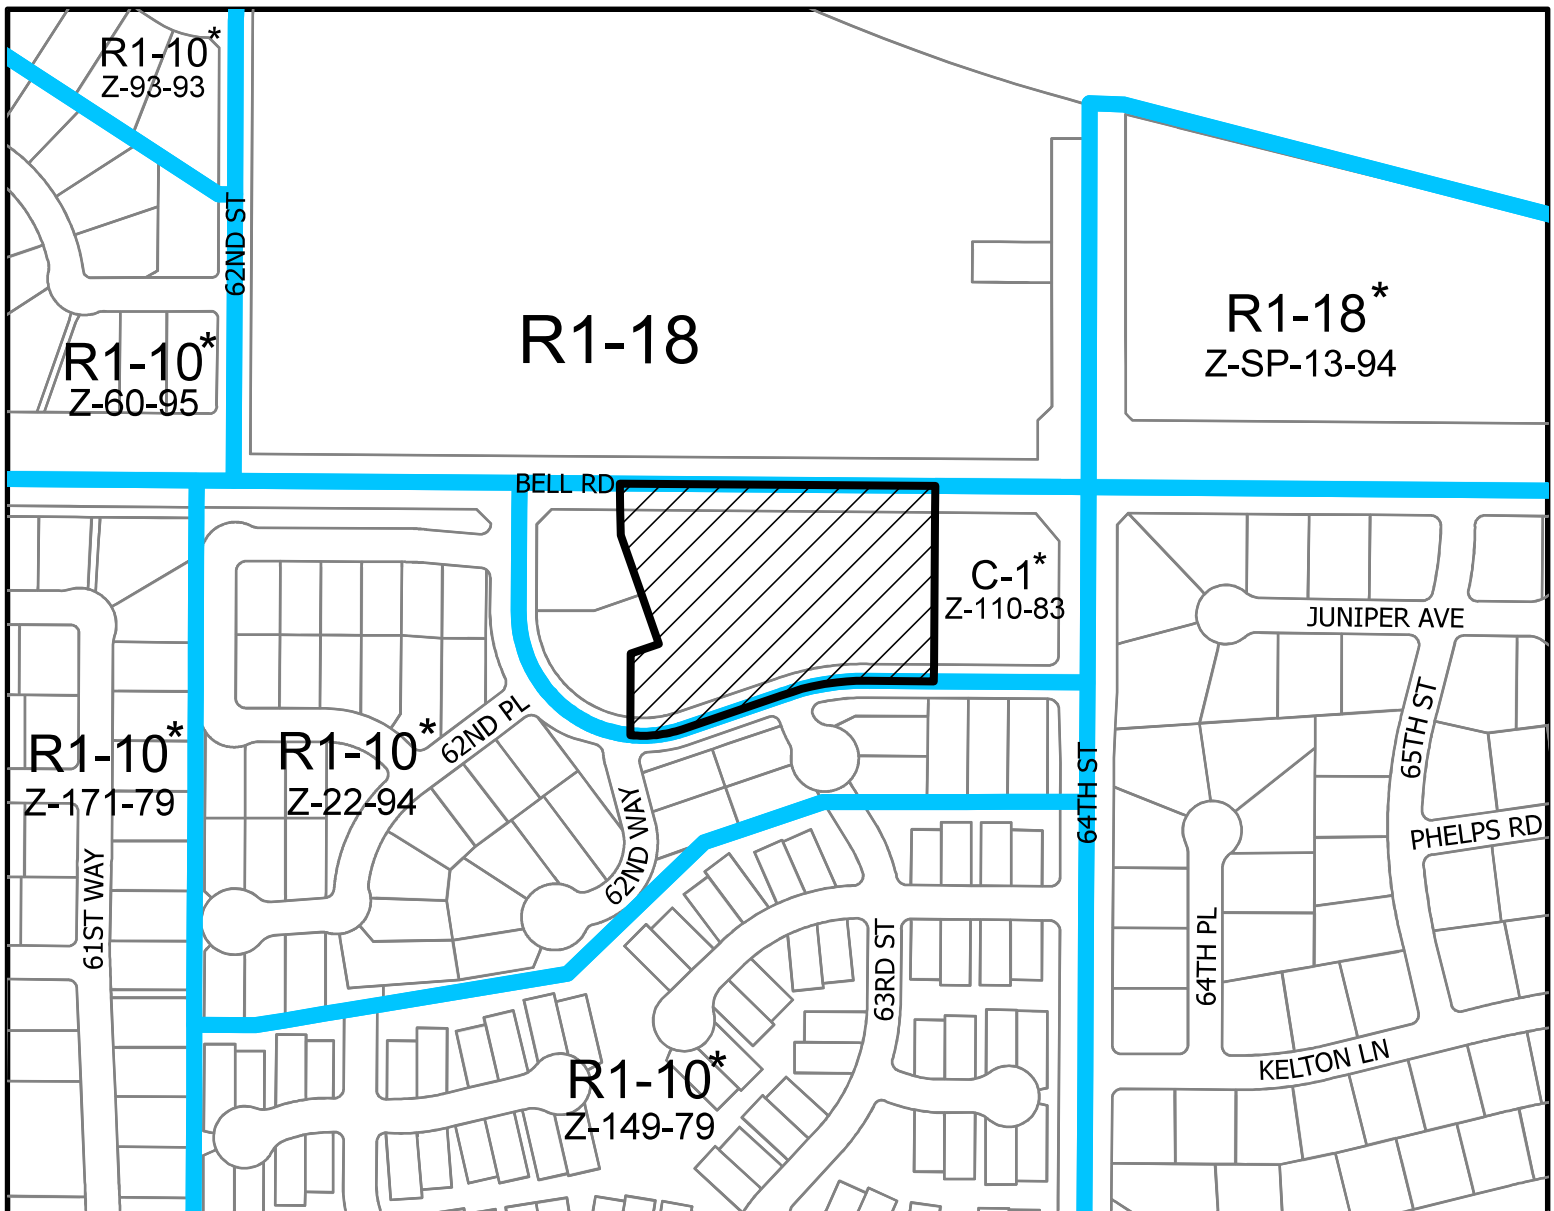 R1-10*
Z-93-93
62ND ST
R1-10*
Z-60-95
R1-18
R1-18*
Z-SP-13-94
BELL RD
C-1*
Z-110-83
JUNIPER AVE
65TH ST
62ND PL
R1-10*
Z-171-79
R1-10*
Z-22-94
64TH ST
62ND WAY
PHELPS RD
61ST WAY
63RD ST
64TH PL
KELTON LN
R1-10*
Z-149-79